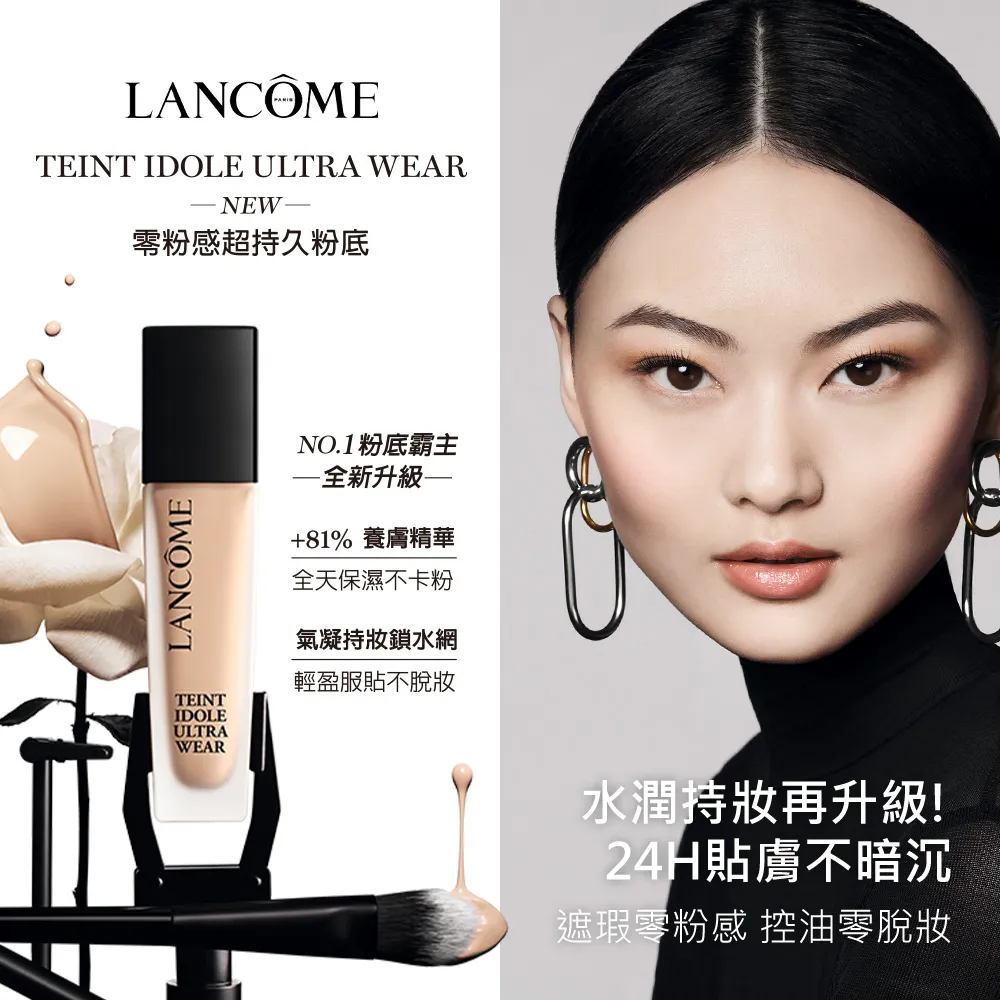 LANCÔME
PARIS
TEINT IDOLE ULTRA WEAR
— NEW —
零粉感超持久粉底
NO.1粉底霸主
—全新升級—
+81% 養膚精華
全天保濕不卡粉
氣凝持妝鎖水網
輕盈服貼不脫妝
LANCÔME
TEINT
IDOLE
ULTRA
WEAR
水潤持妝再升級!
24H貼膚不暗沉
遮瑕零粉感 控油零脫妝